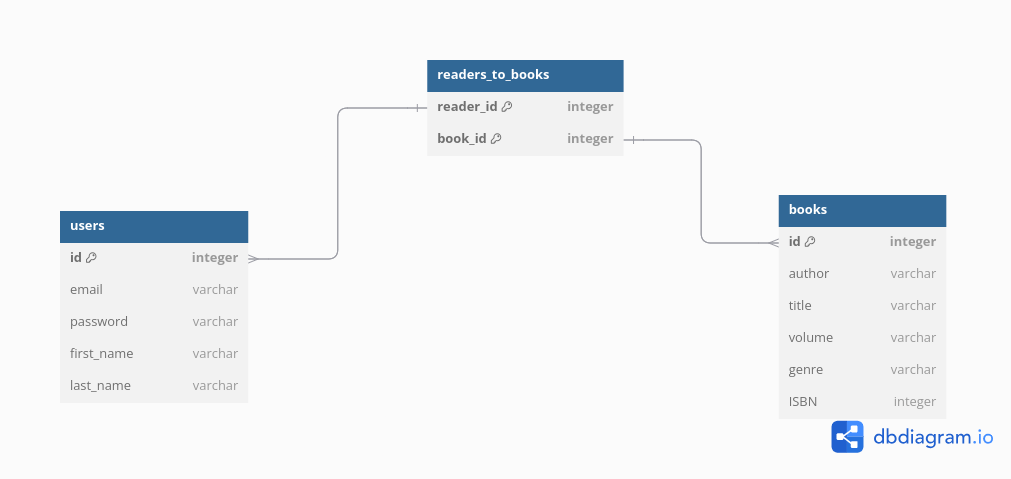 readers_to_books
reader_id integer
book_id integer
users
id integer
email varchar
password varchar
first_name varchar
last_name varchar
books
id integer
author varchar
title varchar
volume varchar
genre varchar
ISBN integer
dbdiagram.io